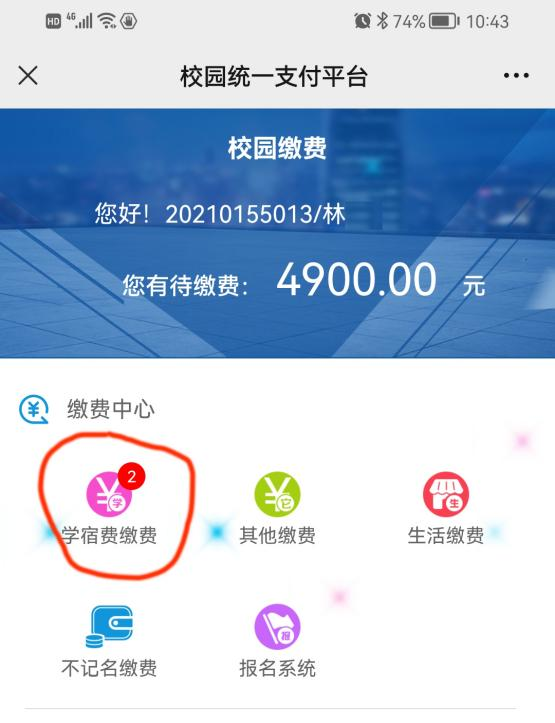 HD 4G 74% 10:43
校园统一支付平台
校园缴费
您好！20210155013/林
您有待缴费： 4900.00 元
缴费中心
学 2 它 生
学宿费缴费 其他缴费 生活缴费
报
不记名缴费 报名系统